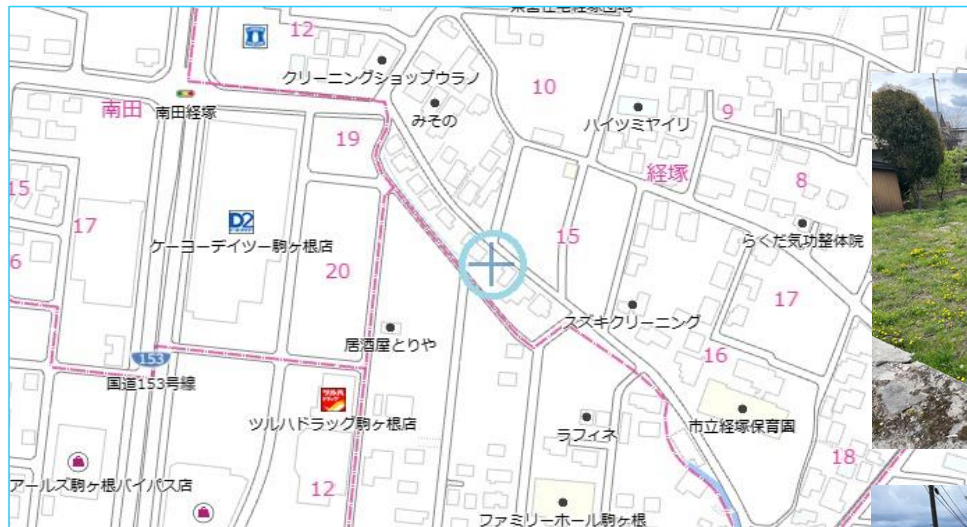 12
クリーニングショップウラノ
10
南田
南田経塚
みその
ハイツミヤイリ
9
19
経塚
15
8
17
D2
ケーヨーデイツー駒ヶ根店
15
らくだ気功整体院
6
20
17
スズキクリーニング
居酒屋とりや
16
153
国道153号線
ツルハドラッグ
ツルハドラッグ駒ヶ根店
ラフィネ
市立経塚保育園
18
アールズ駒ヶ根バイパス店
12
ファミリーホール駒ヶ根